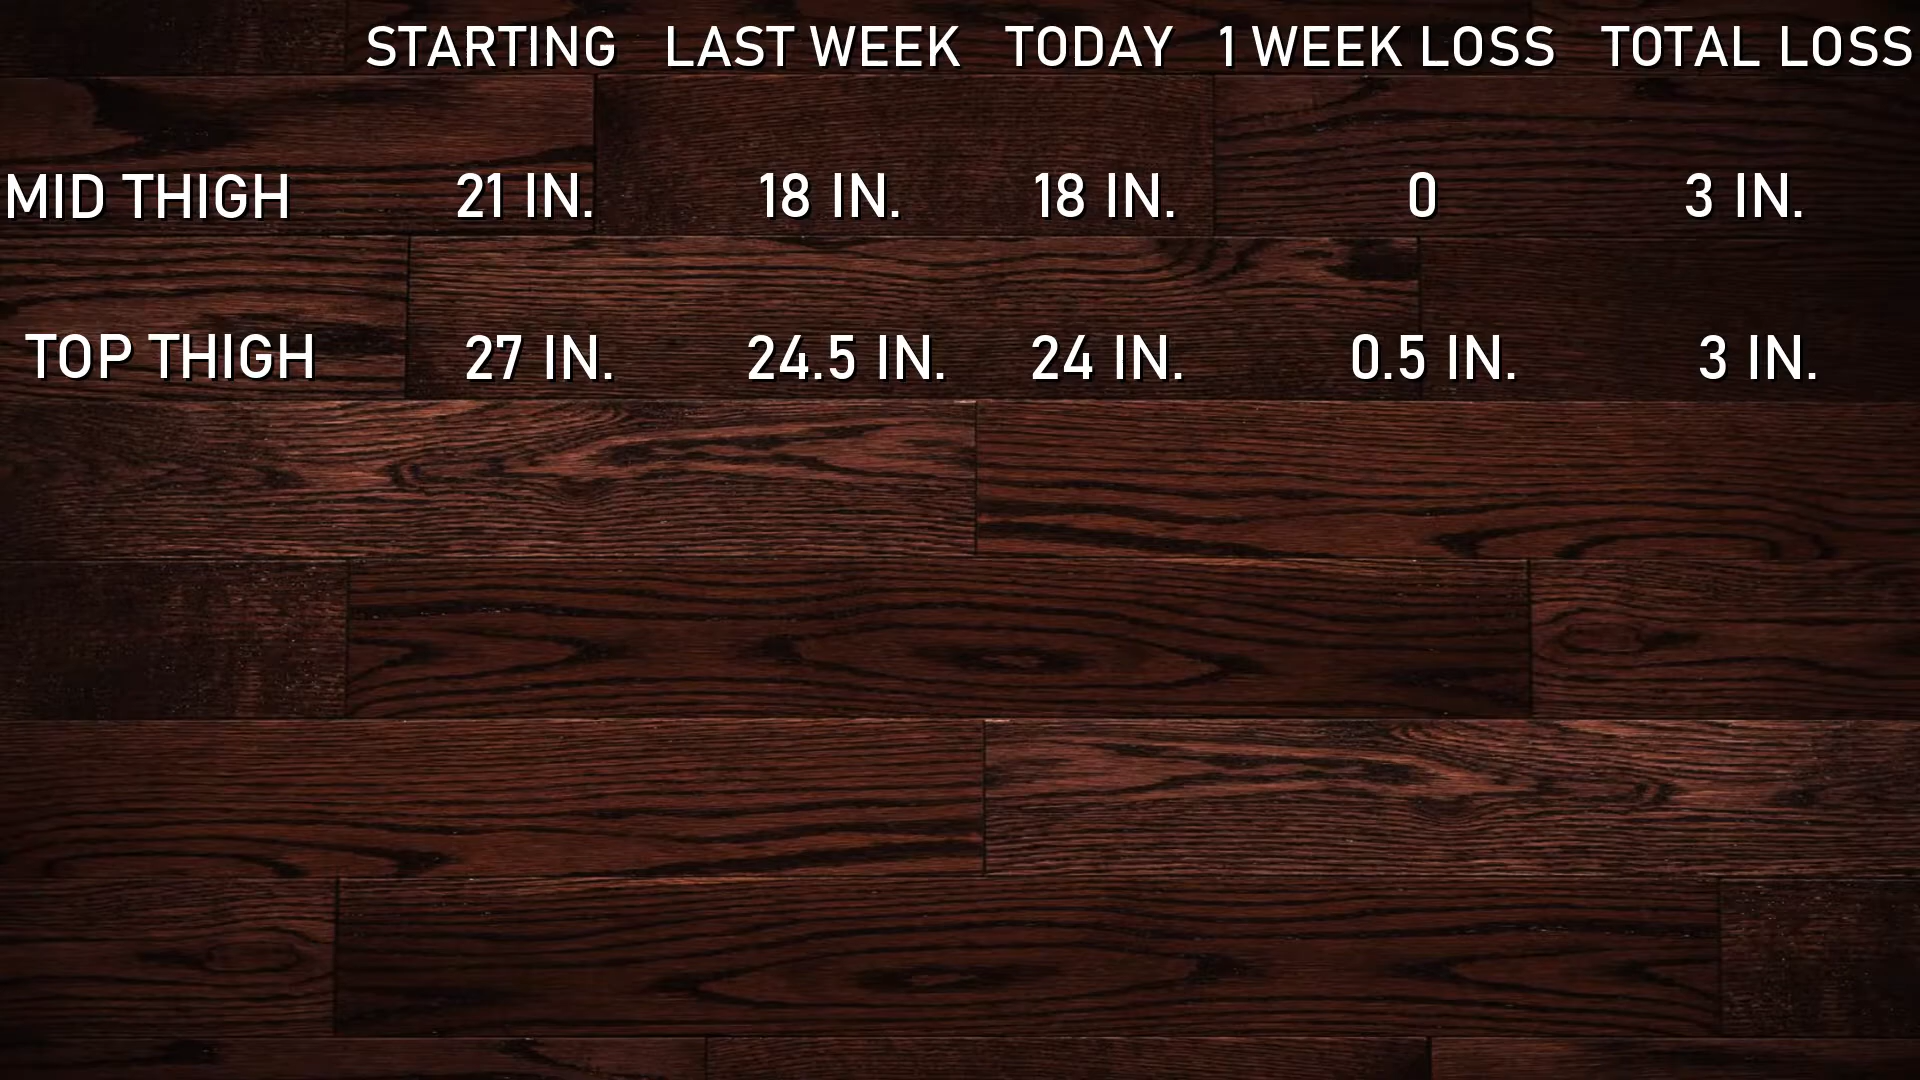 STARTING LAST WEEK TODAY 1 WEEK LOSS TOTAL LOSS
MID THIGH 21 IN. 18 IN. 18 IN. 0 3 IN.
TOP THIGH 27 IN. 24.5 IN. 24 IN. 0.5 IN. 3 IN.